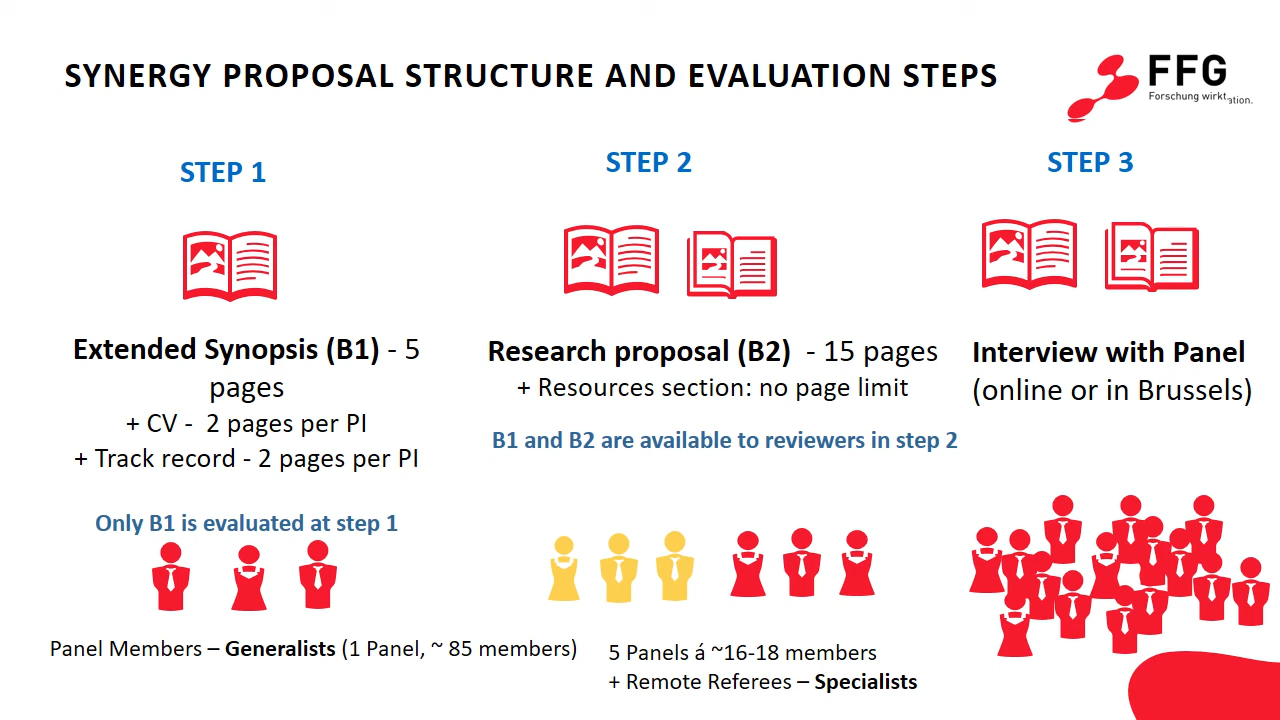 SYNERGY PROPOSAL STRUCTURE AND EVALUATION STEPS
FFG
Forschung wirkt.
ation.
STEP 1
Extended Synopsis (B1) - 5
pages
+ CV - 2 pages per PI
+ Track record - 2 pages per PI
Only B1 is evaluated at step 1
Panel Members – Generalists (1 Panel, ~ 85 members)
STEP 2
Research proposal (B2) - 15 pages
+ Resources section: no page limit
B1 and B2 are available to reviewers in step 2
5 Panels á ~16-18 members
+ Remote Referees – Specialists
STEP 3
Interview with Panel
(online or in Brussels)